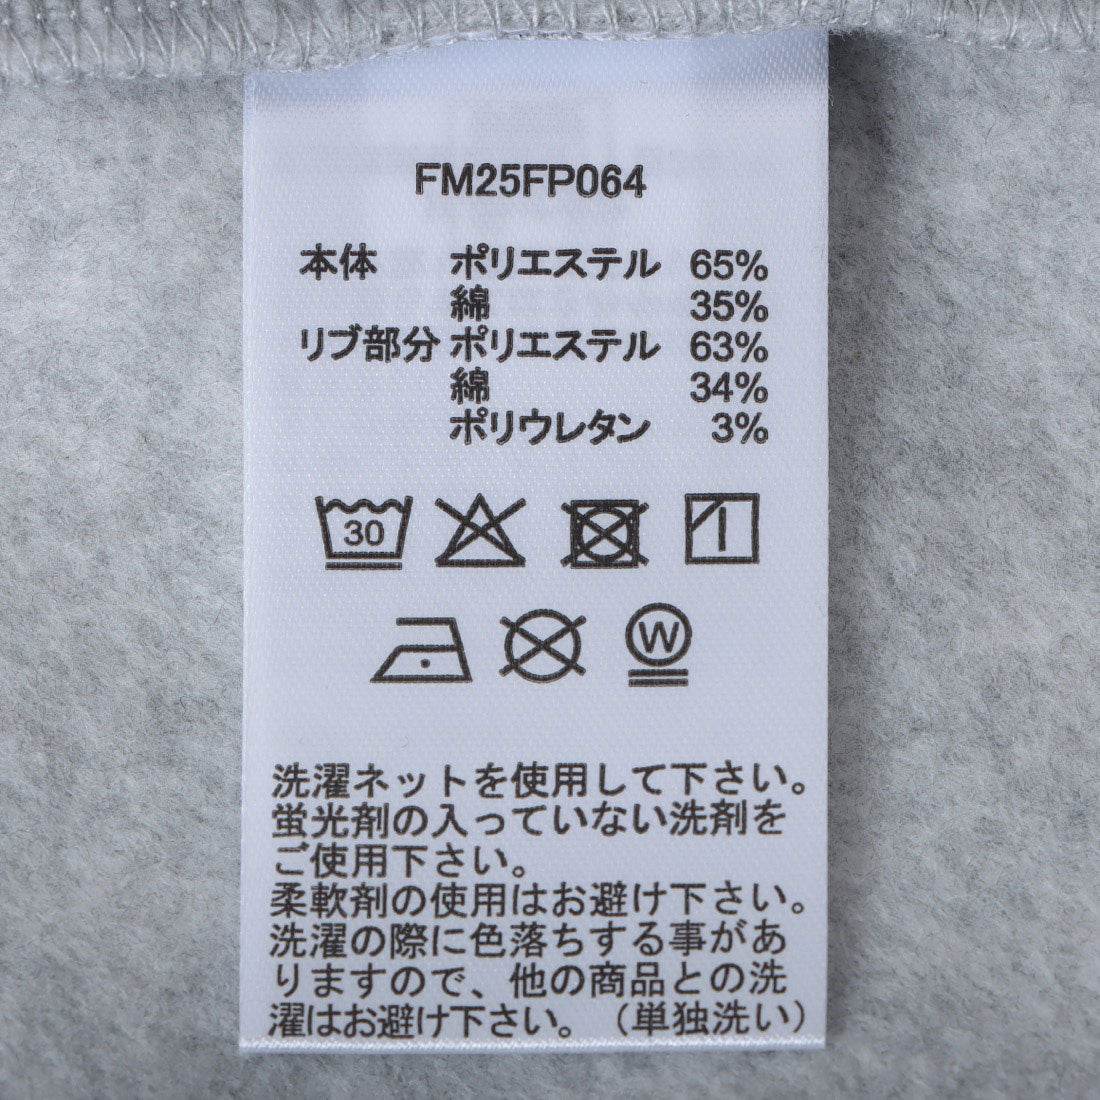 FM25FP064
本体 ポリエステル 65%
綿 35%
リブ部分 ポリエステル 63%
綿 34%
ポリウレタン 3%
30
W
洗濯ネットを使用して下さい。
蛍光剤の入っていない洗剤を
ご使用下さい。
柔軟剤の使用はお避け下さい。
洗濯の際に色落ちする事があ
りますので、他の商品との洗
濯はお避け下さい。（単独洗い）